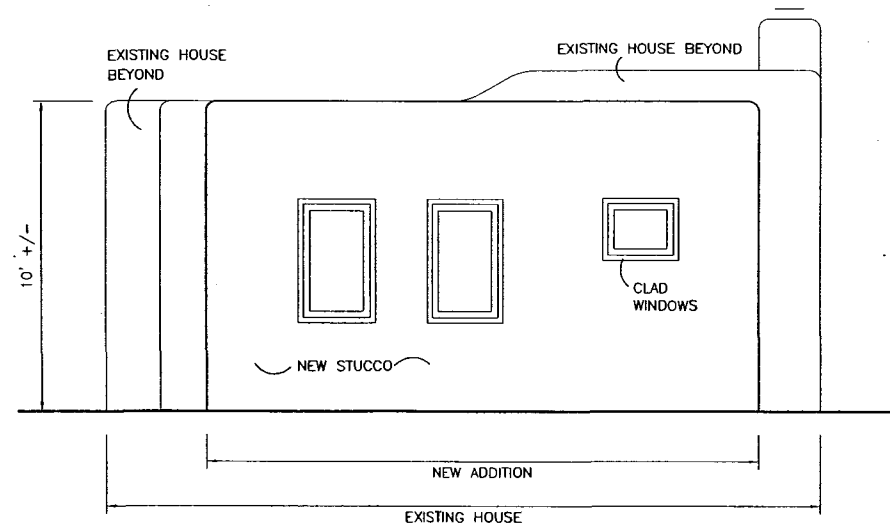 EXISTING HOUSE
BEYOND
EXISTING HOUSE BEYOND
10' +/-
CLAD
WINDOWS
NEW STUCCO
NEW ADDITION
EXISTING HOUSE